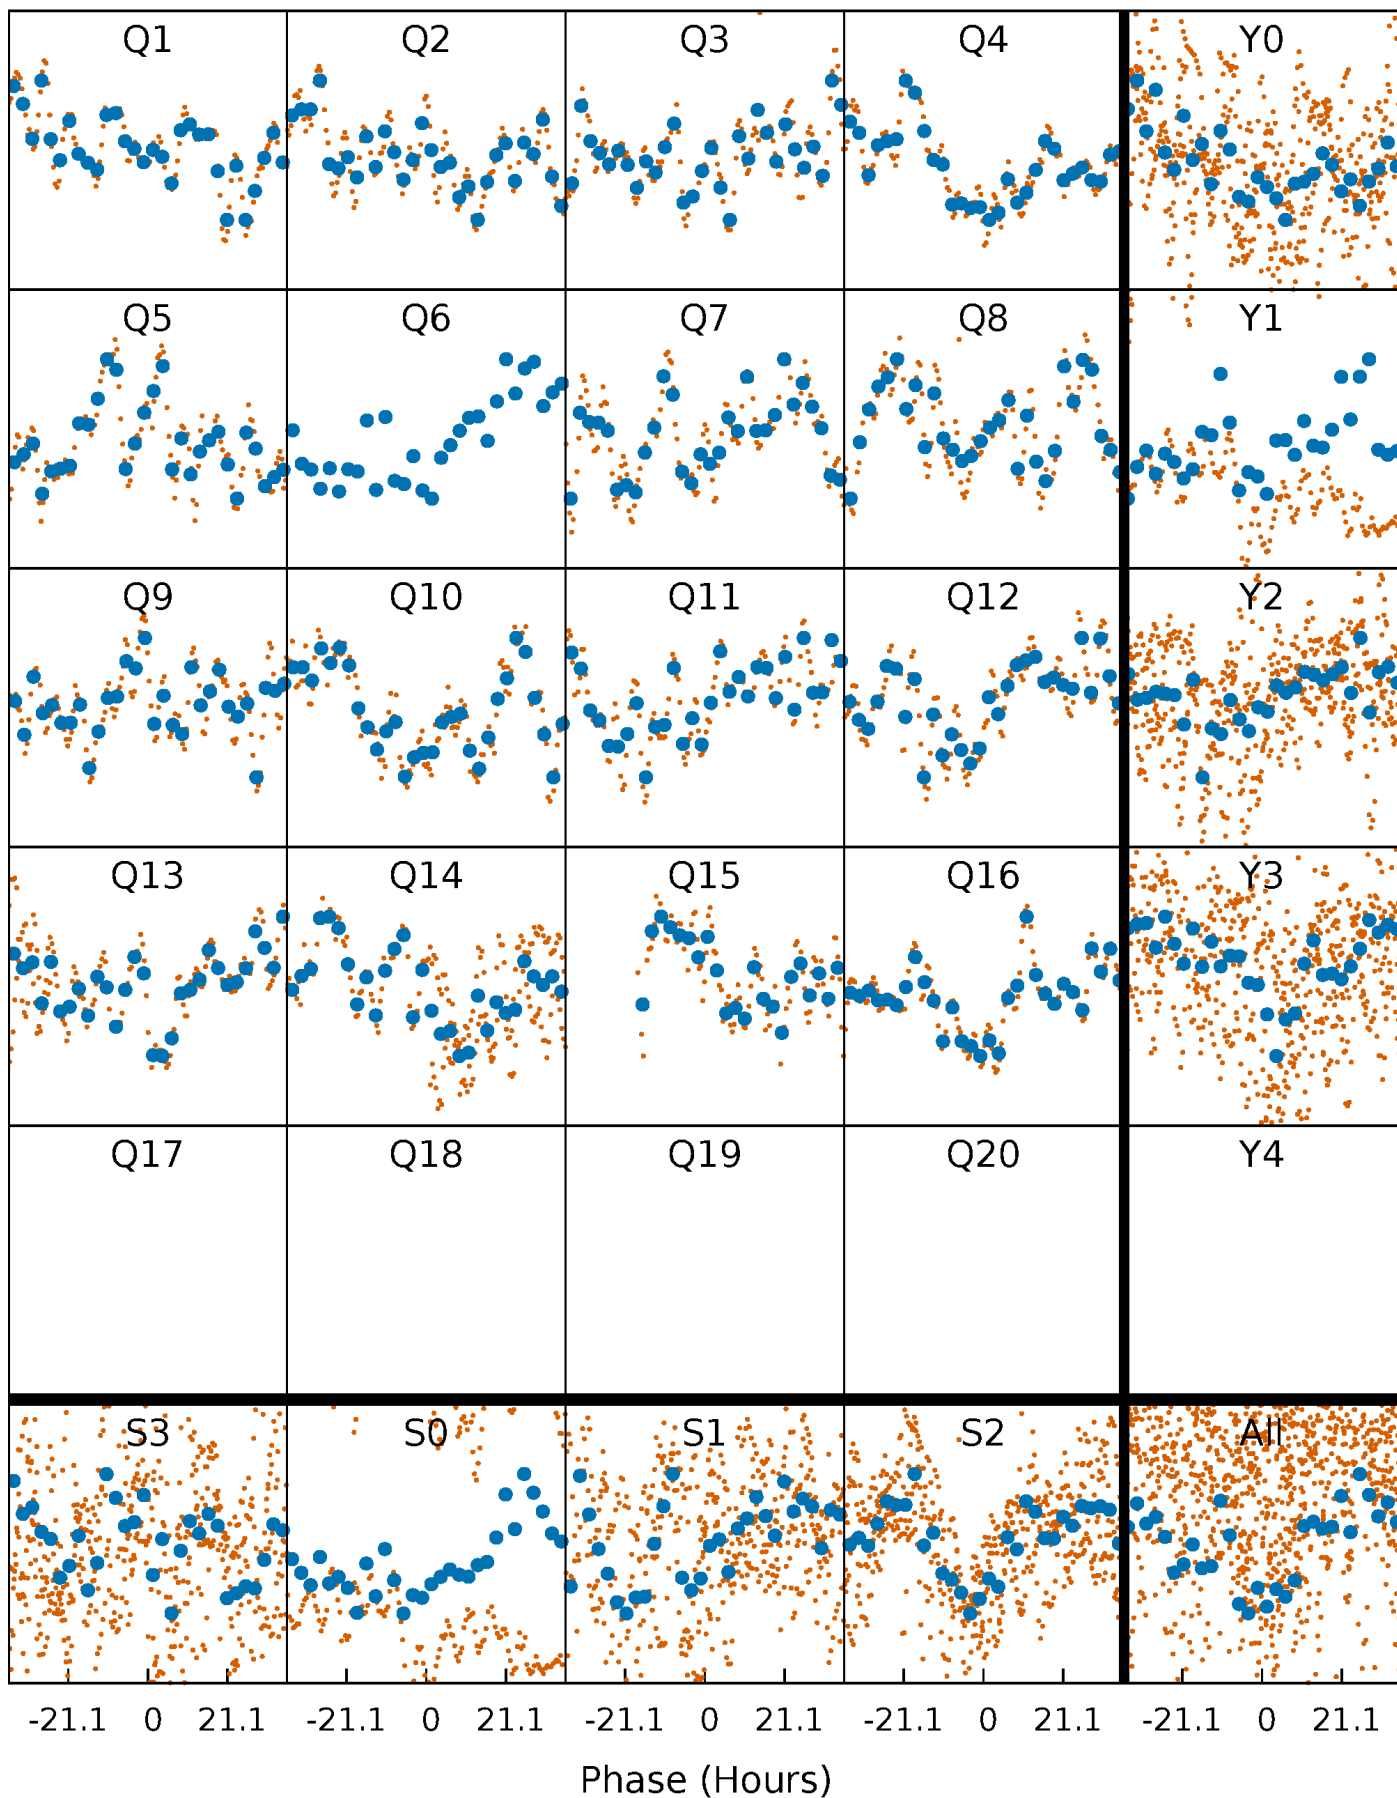 Q1 Q2 Q3 Q4 Y0
Q5 Q6 Q7 Q8 Y1
Q9 Q10 Q11 Q12 Y2
Q13 Q14 Q15 Q16 Y3
Q17 Q18 Q19 Q20 Y4
S3 S0 S1 S2 All
-21.1 0 21.1 -21.1 0 21.1 -21.1 0 21.1 -21.1 0 21.1 -21.1 0 21.1
Phase (Hours)